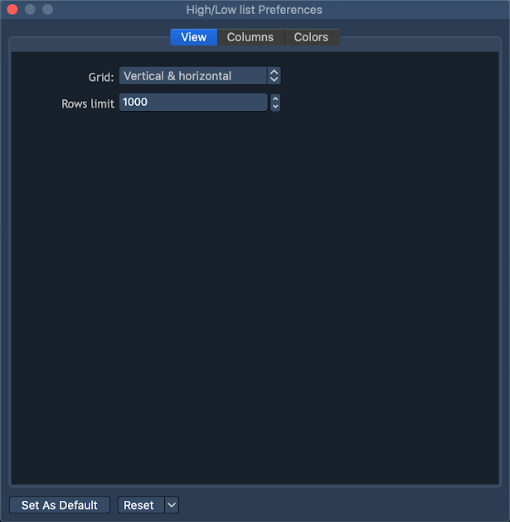 High/Low list Preferences
View Columns Colors
Grid: Vertical & horizontal
Rows limit 1000
Set As Default Reset